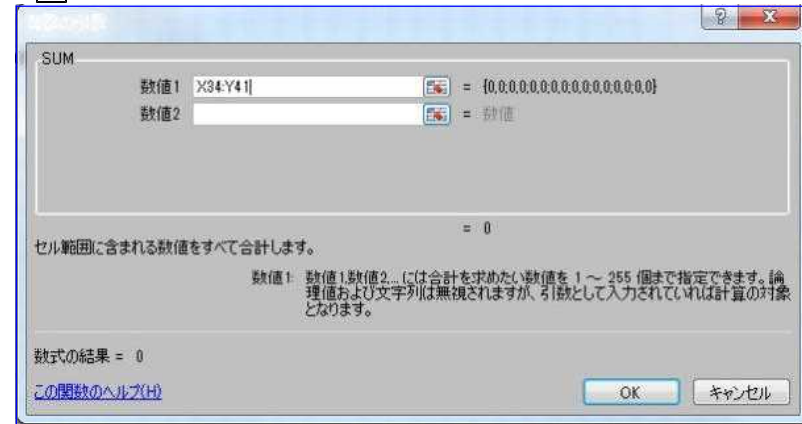 SUM
数値1 X34:Y41 = {0,0;0,0;0,0;0,0;0,0;0,0;0,0;0,0}
数値2 = 数値
= 0
セル範囲に含まれる数値をすべて合計します。
数値1: 数値1,数値2,... には合計を求めたい数値を 1 ～ 255 個まで指定できます。論
理値および文字列は無視されますが、引数として入力されていれば計算の対象
となります。
数式の結果 = 0
この関数のヘルプ(H)
OK キャンセル